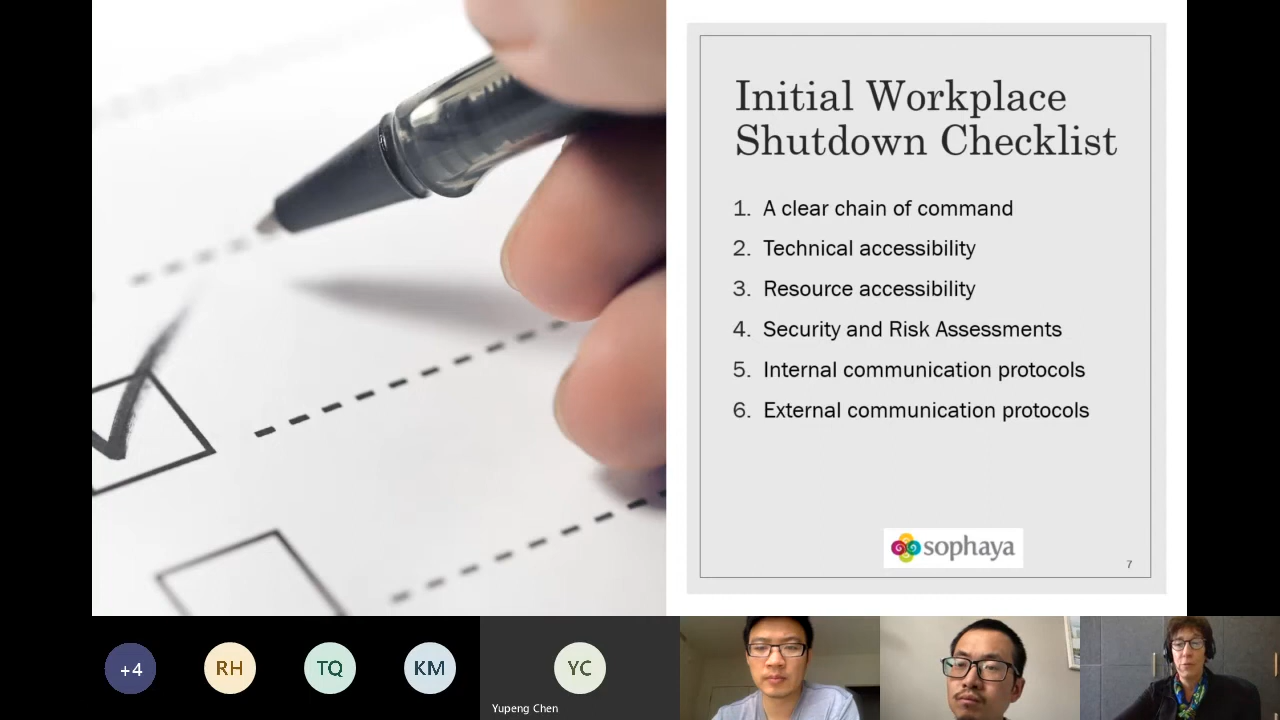 Initial Workplace
Shutdown Checklist
1. A clear chain of command
2. Technical accessibility
3. Resource accessibility
4. Security and Risk Assessments
5. Internal communication protocols
6. External communication protocols
sophaya
7
+4
RH
TQ
KM
YC
Yupeng Chen